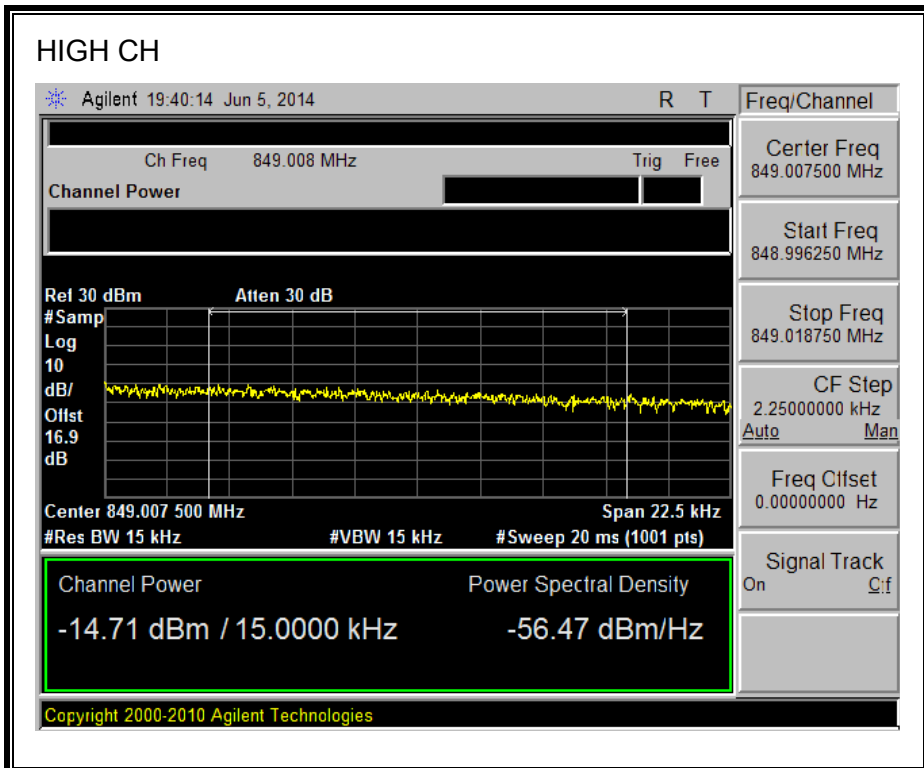 HIGH CH
Agilent 19:40:14 Jun 5, 2014 R T
Ch Freq 849.008 MHz Trig Free
Channel Power
Ref 30 dBm Atten 30 dB
#Samp
Log
10
dB/
Offst
16.9
dB
Center 849.007 500 MHz Span 22.5 kHz
#Res BW 15 kHz #VBW 15 kHz #Sweep 20 ms (1001 pts)
Channel Power Power Spectral Density
-14.71 dBm / 15.0000 kHz -56.47 dBm/Hz
Copyright 2000-2010 Agilent Technologies
Freq/Channel
Center Freq
849.007500 MHz
Start Freq
848.996250 MHz
Stop Freq
849.018750 MHz
CF Step
2.25000000 kHz
Auto Man
Freq Offset
0.00000000 Hz
Signal Track
On Off